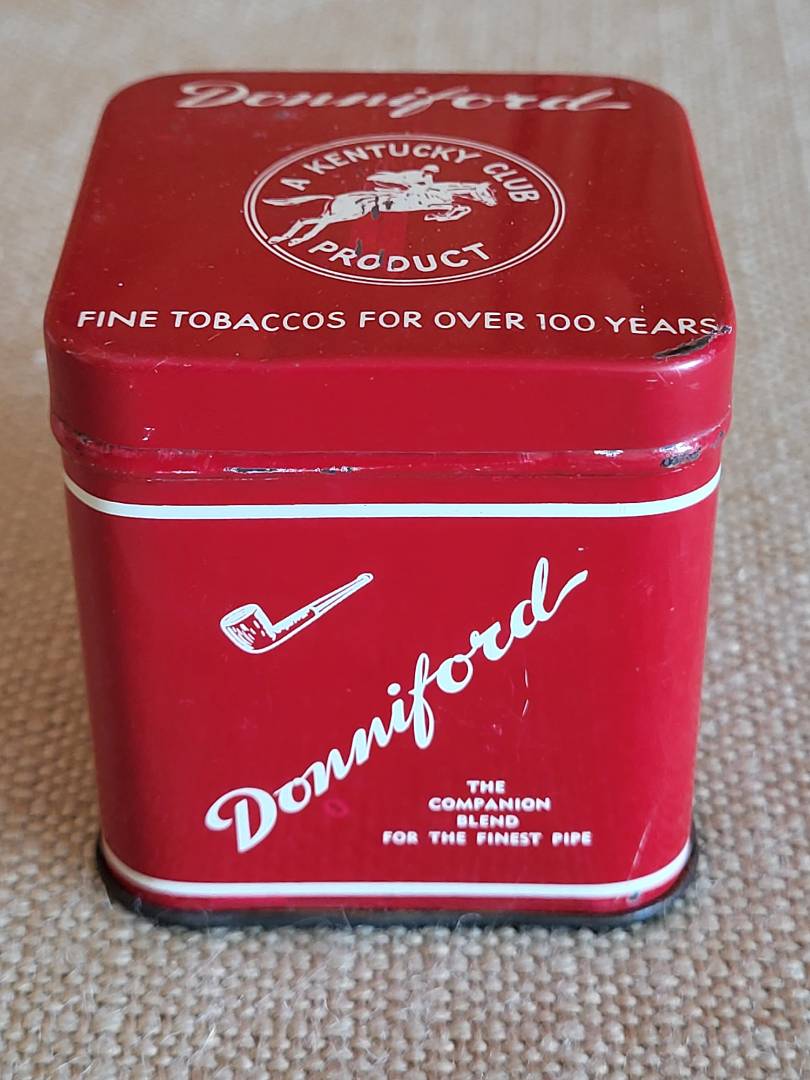 Donniford
A KENTUCKY CLUB
PRODUCT
FINE TOBACCOS FOR OVER 100 YEARS
Donniford
THE
COMPANION
BLEND
FOR THE FINEST PIPE